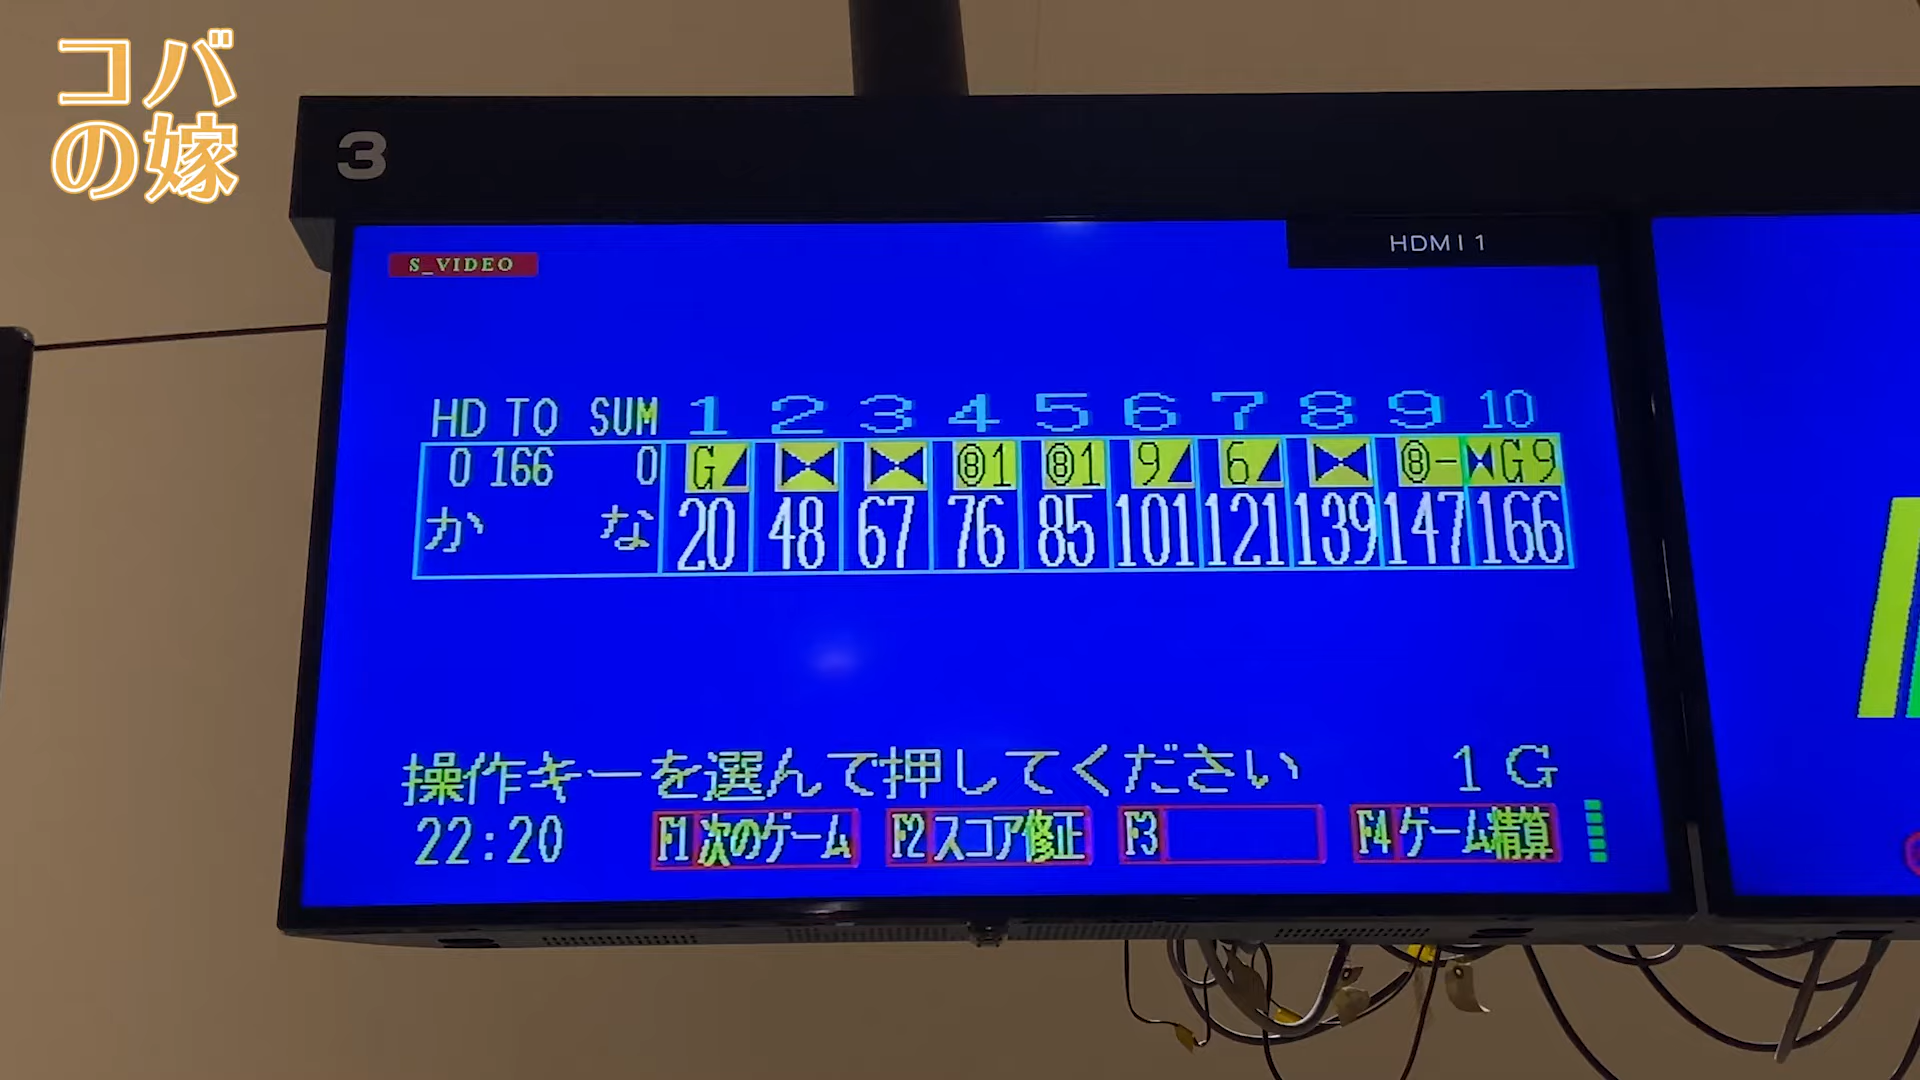 コバ
の嫁
3
HDMI 1
S_VIDEO
HD TO SUM 1 2 3 4 5 6 7 8 9 10
0 166 0 G ⑧1 ⑧1 9 6 ⑧- G9
か な 20 48 67 76 85 101 121 139 147 166
操作キーを選んで押してください 1G
22:20 F1 次のゲーム F2 スコア修正 F3 F4 ゲーム精算